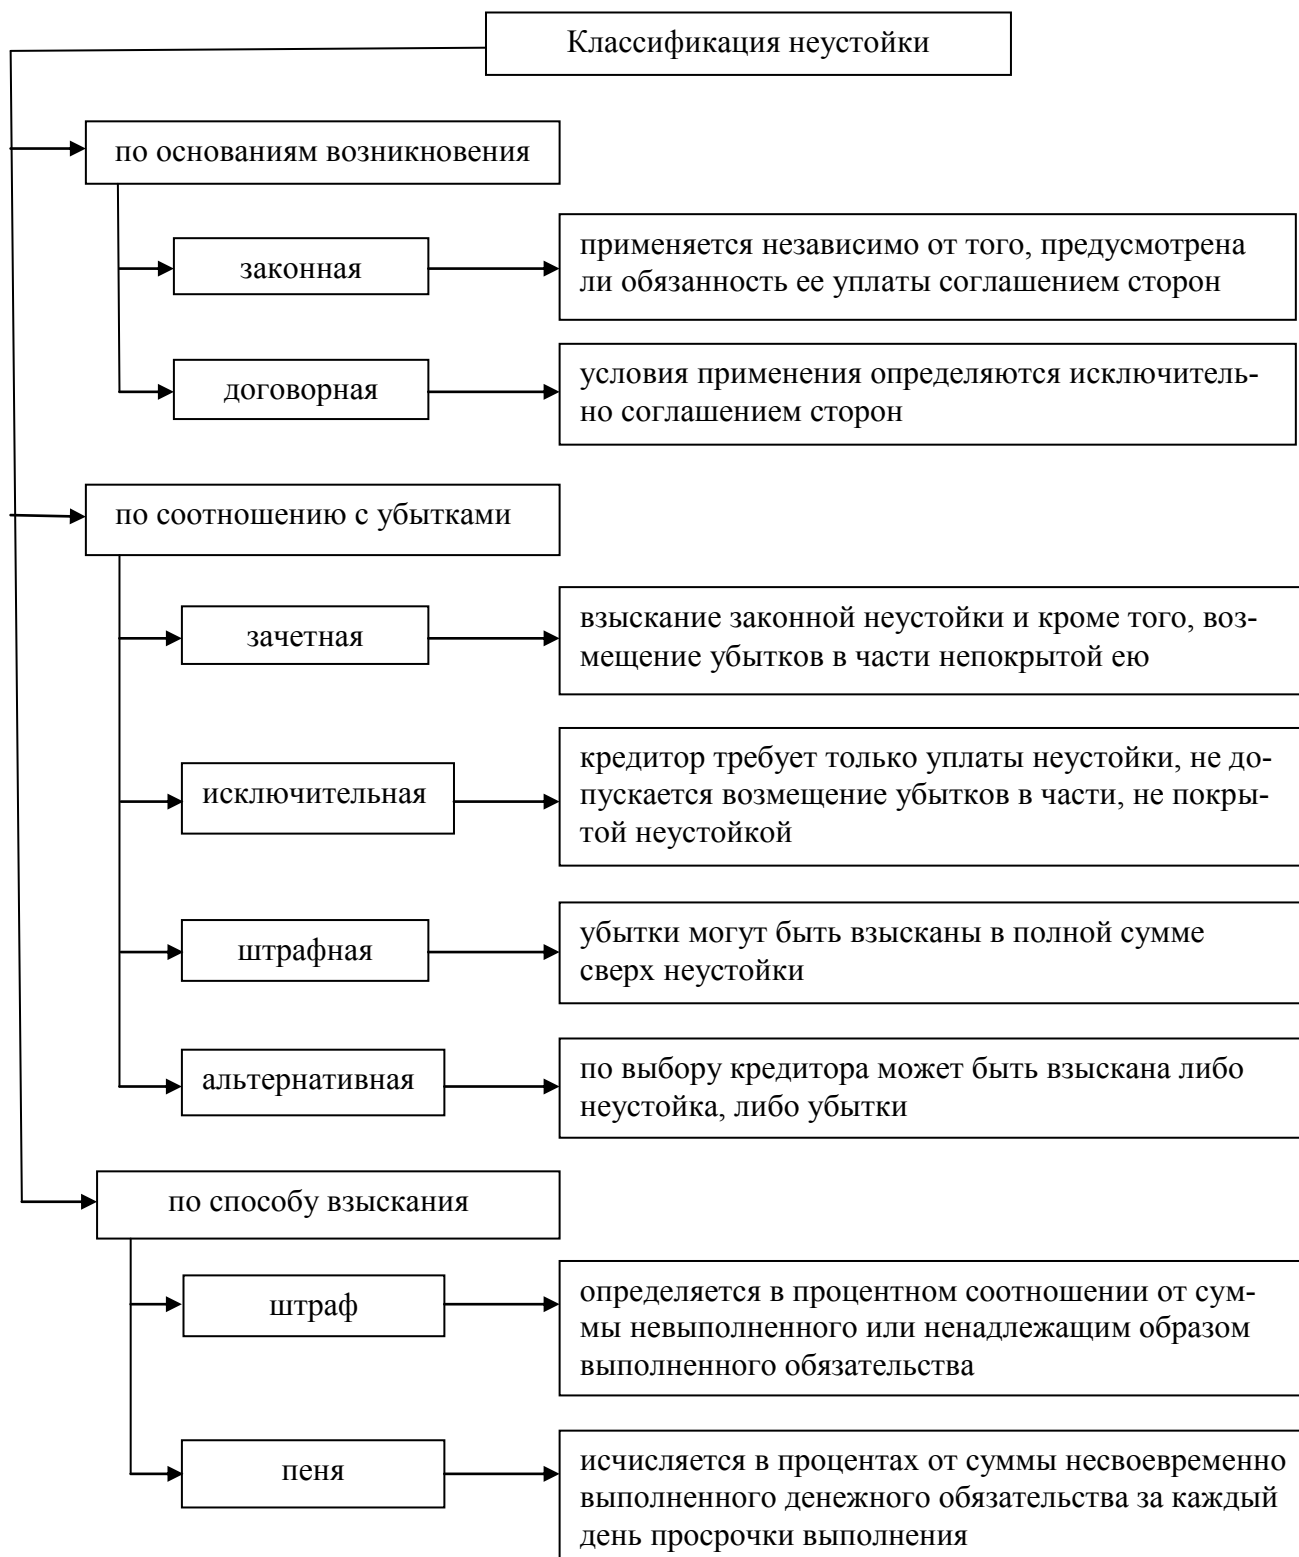 Классификация неустойки
по основаниям возникновения
законная
применяется независимо от того, предусмотрена
ли обязанность ее уплаты соглашением сторон
договорная
условия применения определяются исключитель-
но соглашением сторон
по соотношению с убытками
зачетная
взыскание законной неустойки и кроме того, воз-
мещение убытков в части непокрытой ею
исключительная
кредитор требует только уплаты неустойки, не до-
пускается возмещение убытков в части, не покры-
той неустойкой
штрафная
убытки могут быть взысканы в полной сумме
сверх неустойки
альтернативная
по выбору кредитора может быть взыскана либо
неустойка, либо убытки
по способу взыскания
штраф
определяется в процентном соотношении от сум-
мы невыполненного или ненадлежащим образом
выполненного обязательства
пеня
исчисляется в процентах от суммы несвоевременно
выполненного денежного обязательства за каждый
день просрочки выполнения